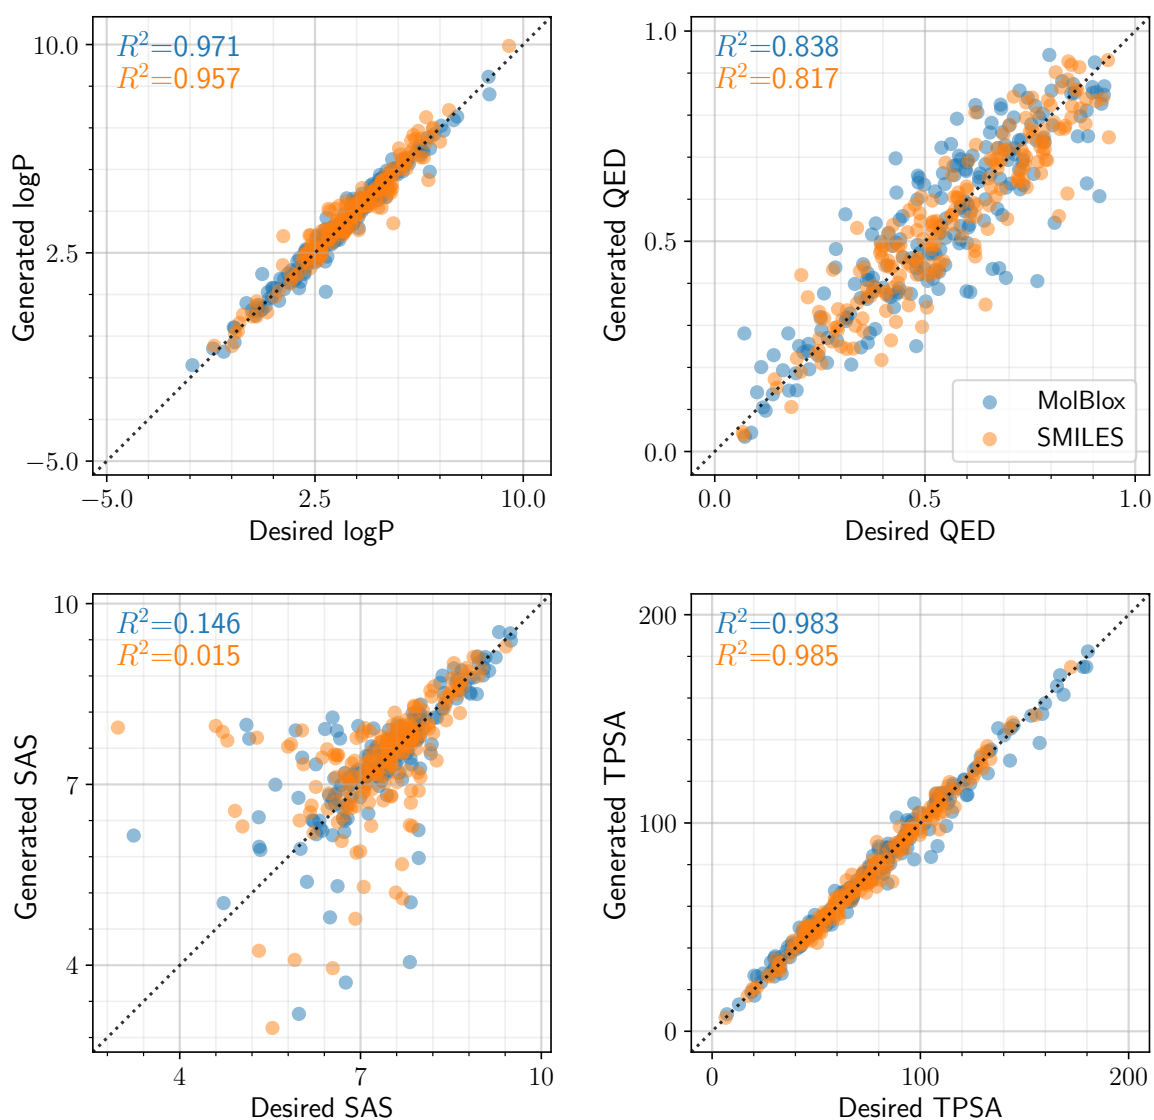 R²=0.971
R²=0.957
10.0
2.5
−5.0
−5.0 2.5 10.0
Generated logP
Desired logP
R²=0.838
R²=0.817
1.0
0.5
0.0
0.0 0.5 1.0
Generated QED
Desired QED
MolBlox
SMILES
R²=0.146
R²=0.015
10
7
4
4 7 10
Generated SAS
Desired SAS
R²=0.983
R²=0.985
200
100
0
0 100 200
Generated TPSA
Desired TPSA